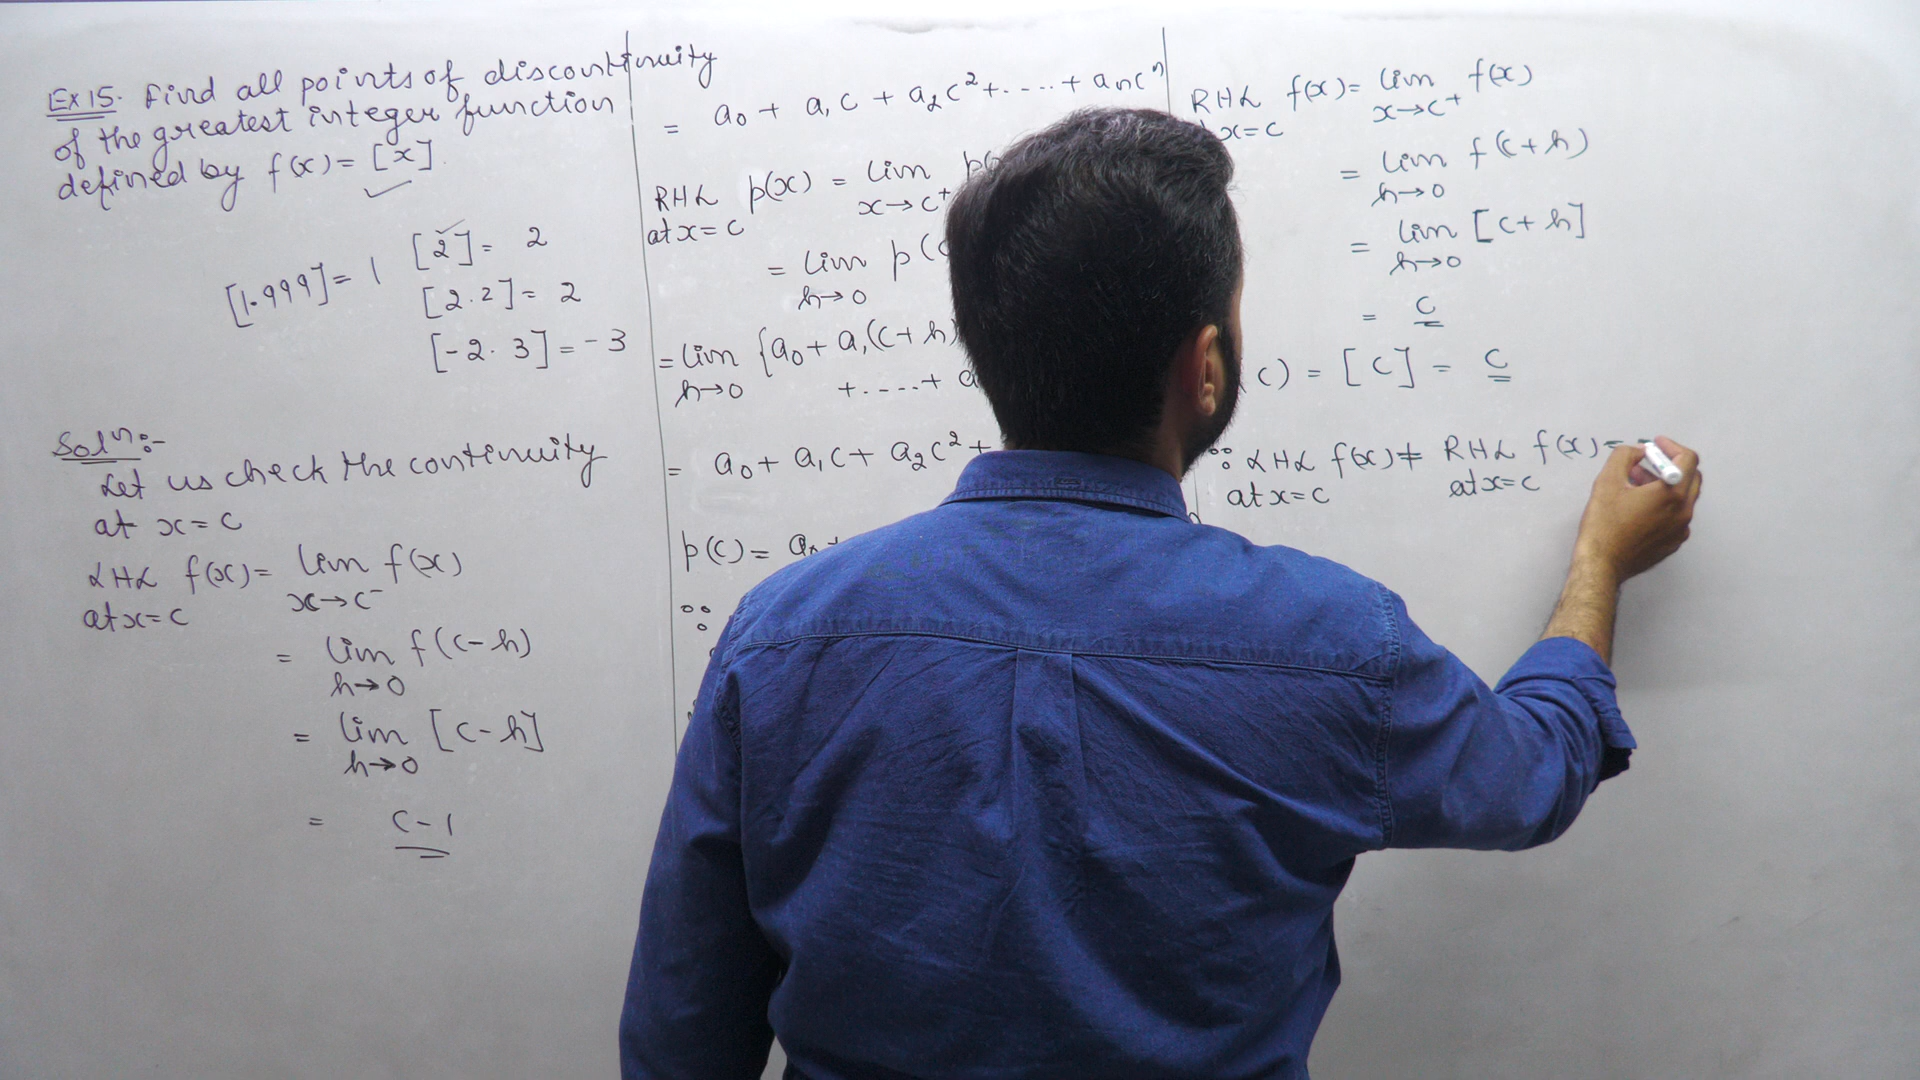 Ex 15. Find all points of discontinuity
of the greatest integer function
defined by f(x) = [x].
[1.999] = 1
[2] = 2
[2.2] = 2
[-2.3] = -3
Solⁿ:-
Let us check the continuity
at x = c
LHL f(x) = lim f(x)
at x=c x→c⁻
= lim f(c-h)
h→0
= lim [c-h]
h→0
= c-1
= a₀ + a₁c + a₂c² + ..... + aₙcⁿ
RHL p(x) = lim
at x = c x→c⁺
= lim p(
h→0
= lim {a₀ + a₁(c+h)
h→0 + ..... +
= a₀ + a₁c + a₂c² +
p(c) =
∵
RHL f(x) = lim f(x)
x=c x→c⁺
= lim f(c+h)
h→0
= lim [c+h]
h→0
= c
c) = [c] = c
∵ LHL f(x) ≠ RHL f(x) =
at x=c at x=c